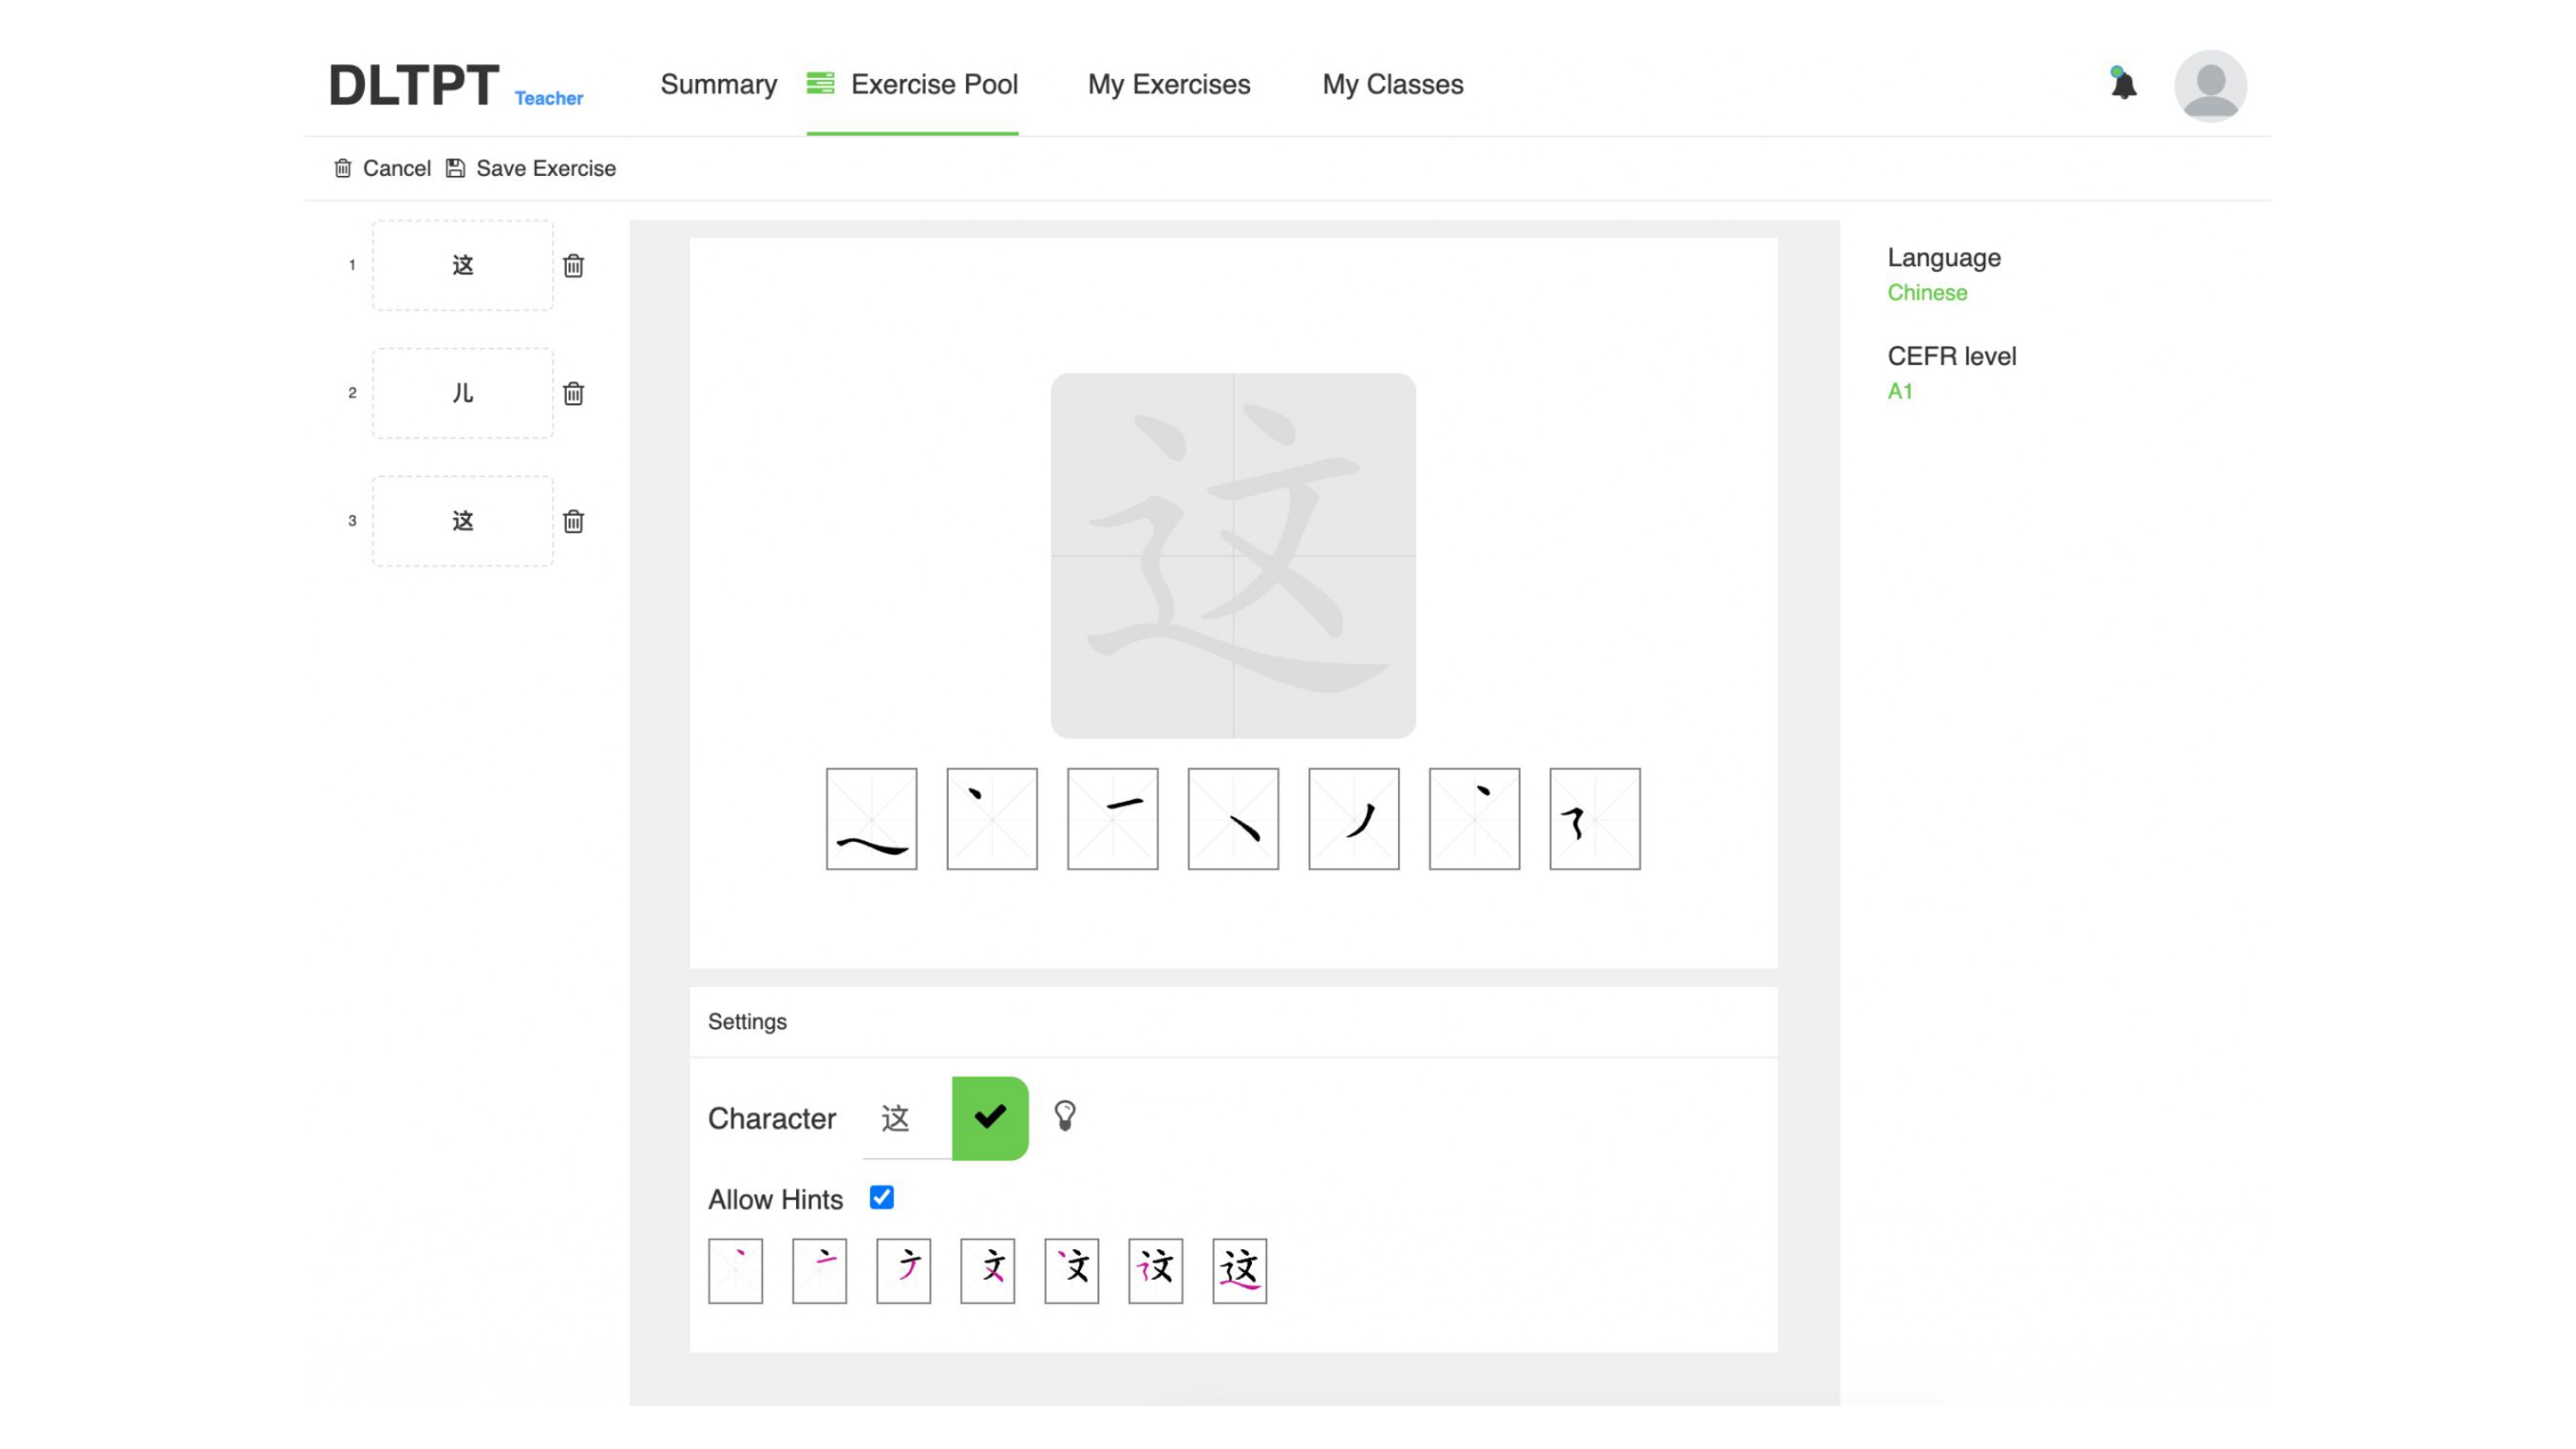 DLTPT Teacher Summary Exercise Pool My Exercises My Classes
Cancel Save Exercise
1 这
2 儿
3 这
这
Language
Chinese
CEFR level
A1
Settings
Character 这
Allow Hints
这